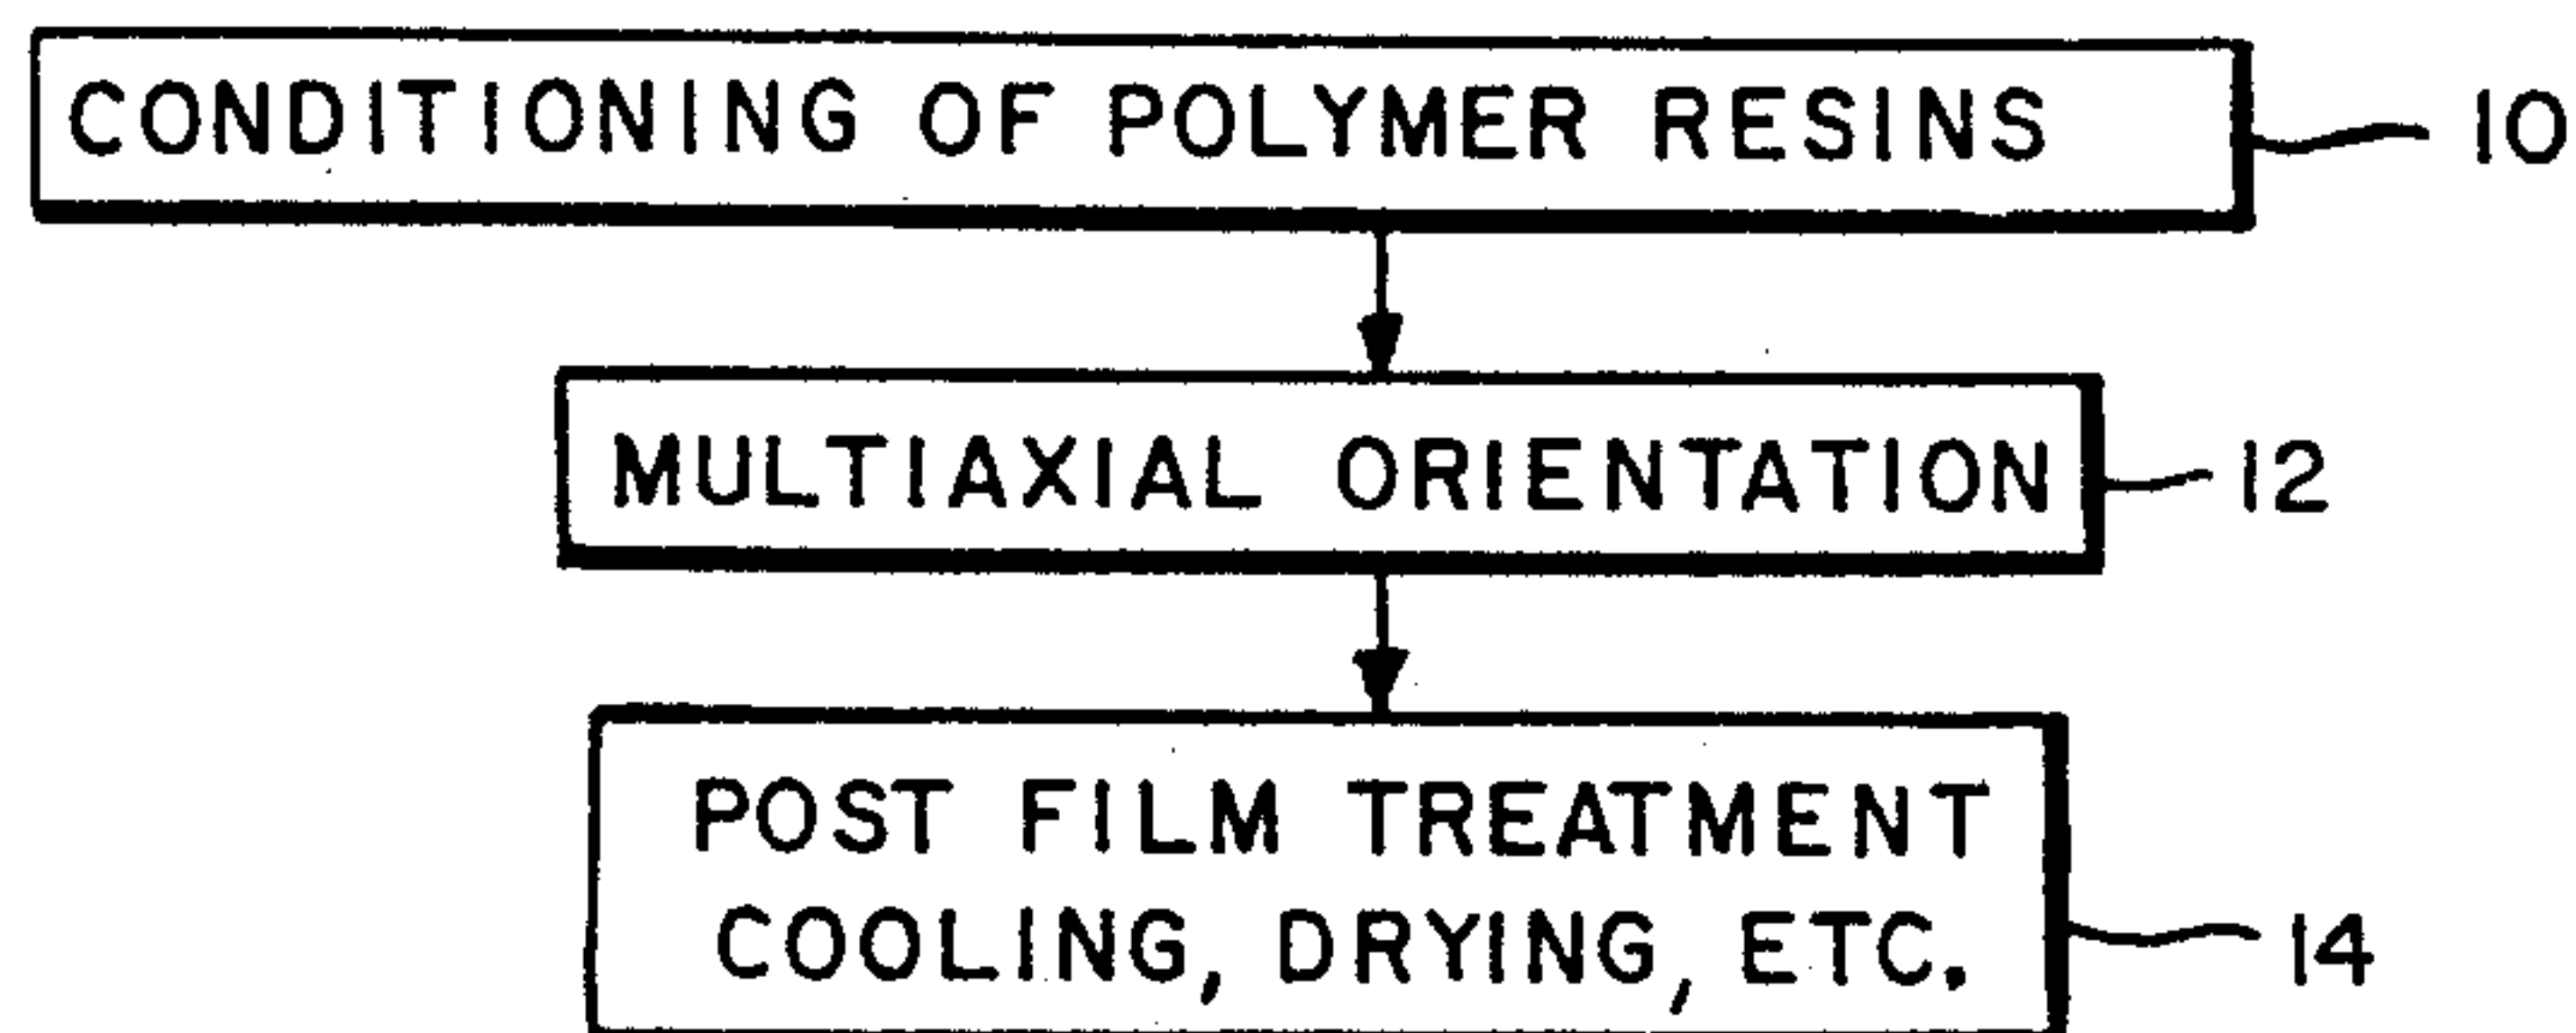 CONDITIONING OF POLYMER RESINS 10
MULTIAXIAL ORIENTATION 12
POST FILM TREATMENT
COOLING, DRYING, ETC. 14